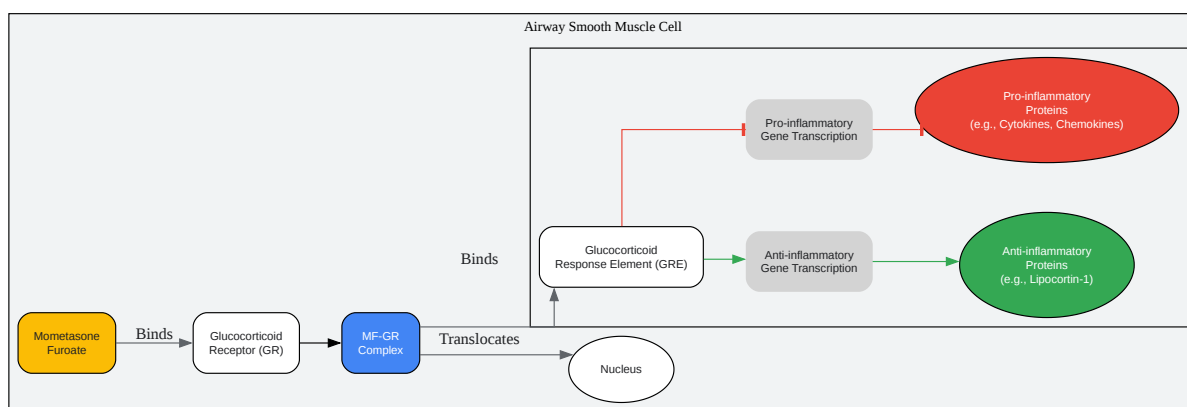 Airway Smooth Muscle Cell
Pro-inflammatory
Proteins
(e.g., Cytokines, Chemokines)
Pro-inflammatory
Gene Transcription
Glucocorticoid
Response Element (GRE)
Anti-inflammatory
Gene Transcription
Anti-inflammatory
Proteins
(e.g., Lipocortin-1)
Binds
Mometasone
Furoate
Binds
Glucocorticoid
Receptor (GR)
MF-GR
Complex
Translocates
Nucleus